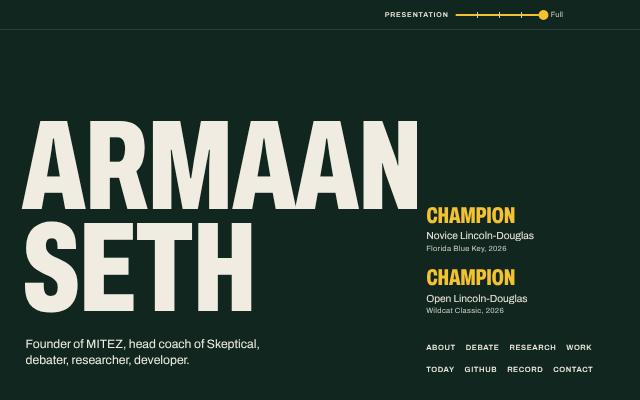 PRESENTATION Full
ARMAAN
SETH
Founder of MITEZ, head coach of Skeptical,
debater, researcher, developer.
CHAMPION
Novice Lincoln-Douglas
Florida Blue Key, 2026
CHAMPION
Open Lincoln-Douglas
Wildcat Classic, 2026
ABOUT DEBATE RESEARCH WORK
TODAY GITHUB RECORD CONTACT